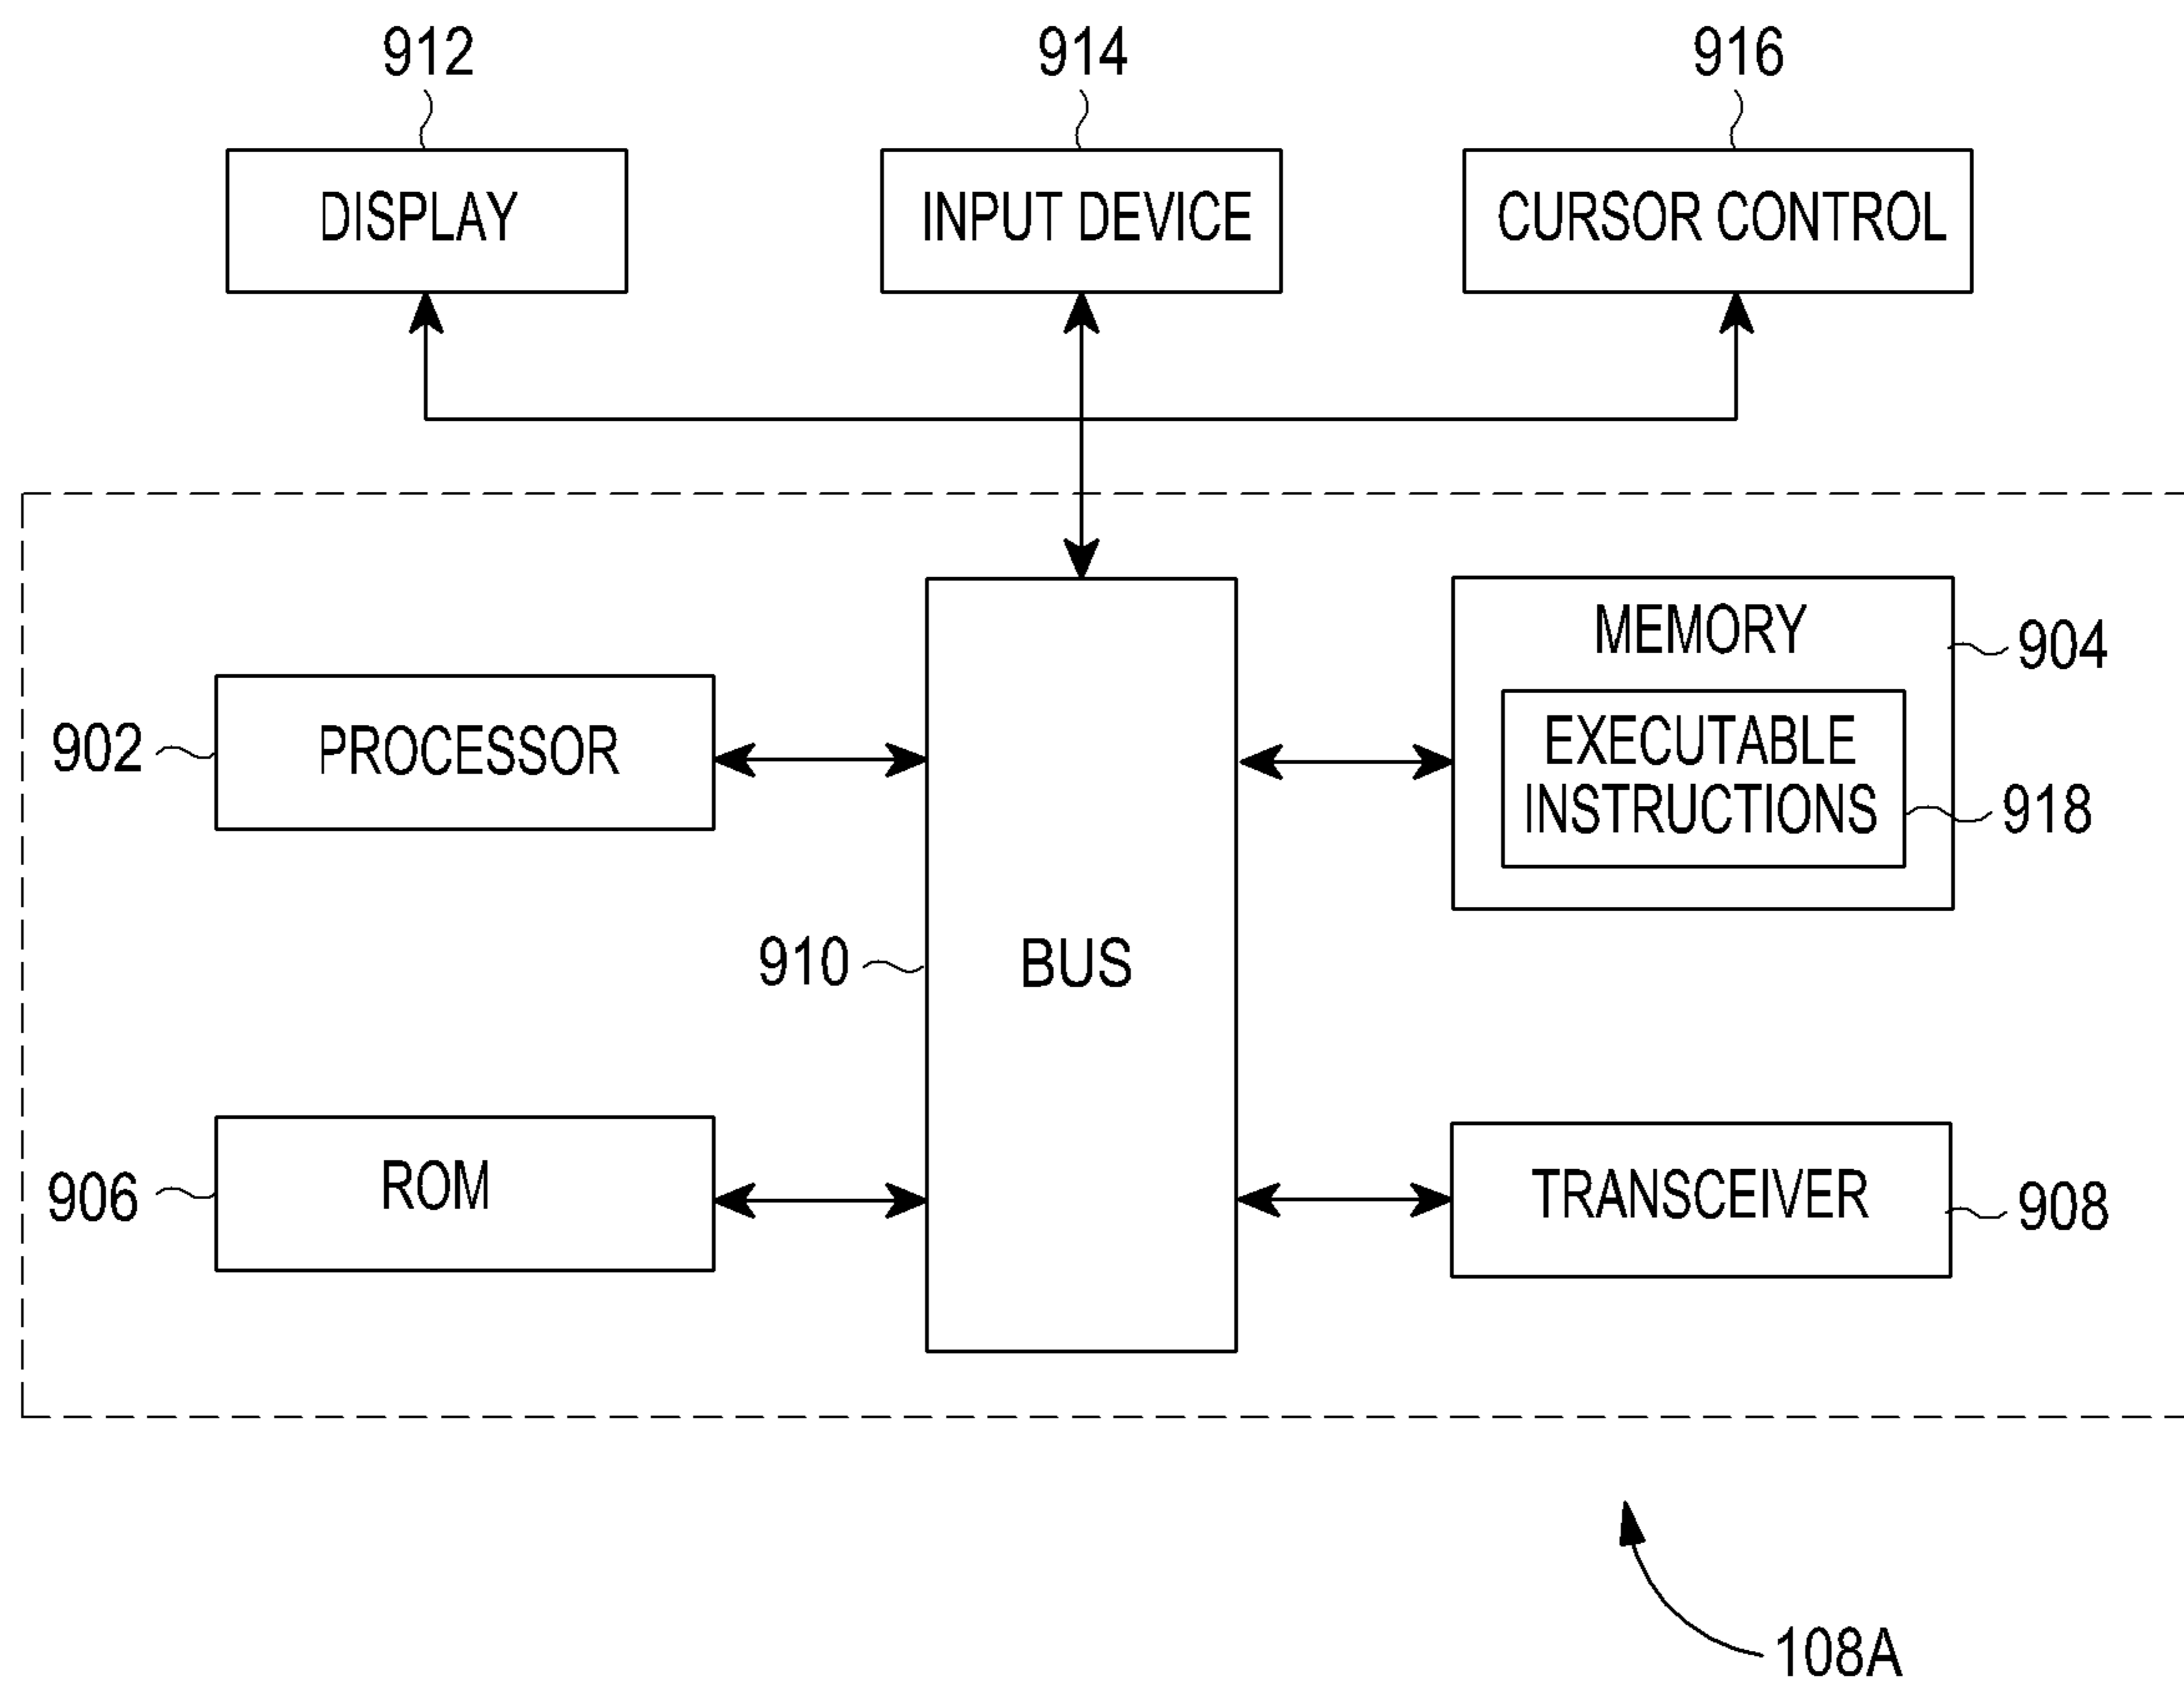 912
914
916
DISPLAY
INPUT DEVICE
CURSOR CONTROL
MEMORY
904
902
PROCESSOR
EXECUTABLE
INSTRUCTIONS
918
910
BUS
906
ROM
TRANSCEIVER
908
108A